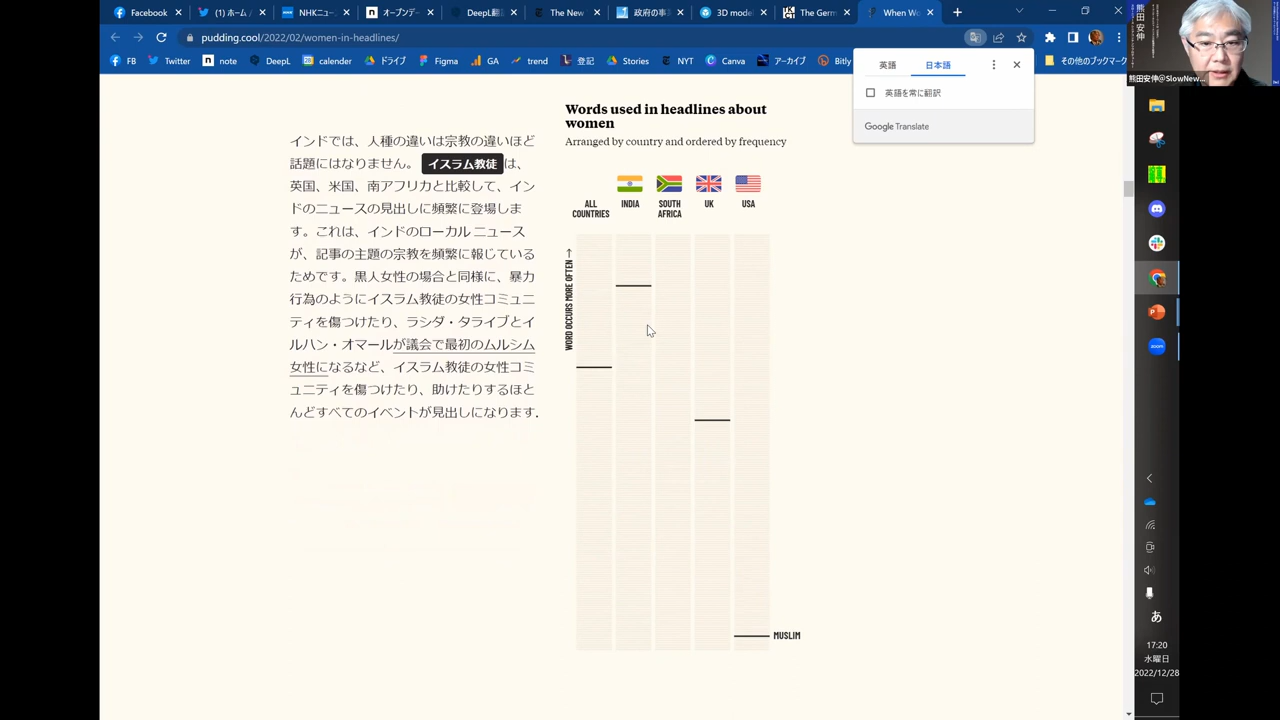 Facebook
(1) ホーム /
NHKニュー
オープンデー
DeepL翻訳
The New
政府の事
3D model
The Germ
When Wo
pudding.cool/2022/02/women-in-headlines/
FB
Twitter
note
DeepL
calendar
ドライブ
Figma
GA
trend
登記
Stories
NYT
Canva
アーカイブ
Bitly
その他のブックマーク
英語
日本語
英語を常に翻訳
Google Translate
熊田安伸
熊田安伸@SlowNew...
Words used in headlines about
women
Arranged by country and ordered by frequency
ALL
COUNTRIES
INDIA
SOUTH
AFRICA
UK
USA
WORD OCCURS MORE OFTEN →
MUSLIM
インドでは、人種の違いは宗教の違いほど
話題にはなりません。 イスラム教徒 は、
英国、米国、南アフリカと比較して、イン
ドのニュースの見出しに頻繁に登場しま
す。これは、インドのローカル ニュース
が、記事の主題の宗教を頻繁に報じている
ためです。黒人女性の場合と同様に、暴力
行為のようにイスラム教徒の女性コミュニ
ティを傷つけたり、ラシダ・タライブとイ
ルハン・オマールが議会で最初のムルシム
女性になるなど、イスラム教徒の女性コミ
ュニティを傷つけたり、助けたりするほと
んどすべてのイベントが見出しになります.
あ
17:20
水曜日
2022/12/28